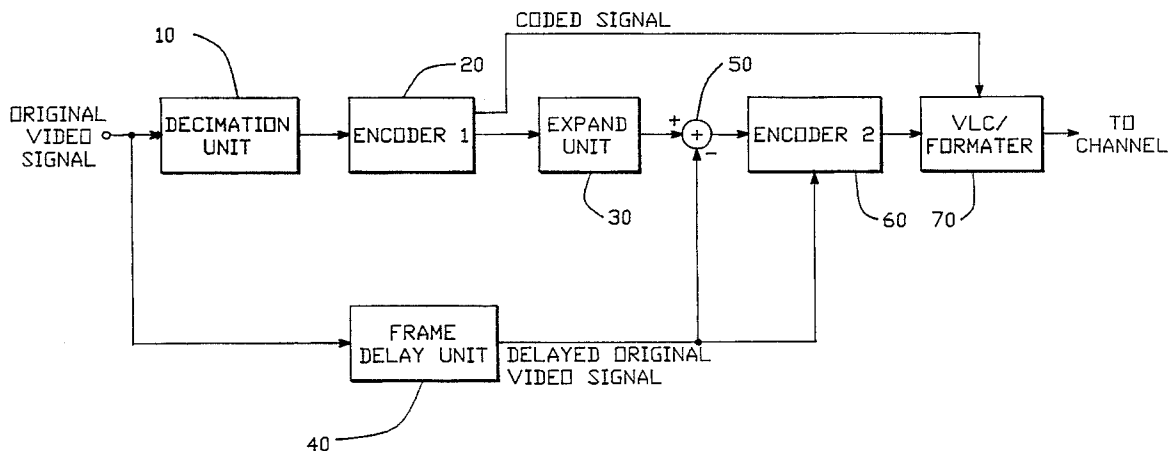 CODED SIGNAL
10
20
50
ORIGINAL
VIDEO
SIGNAL
DECIMATION
UNIT
ENCODER 1
EXPAND
UNIT
+
+
-
ENCODER 2
VLC/
FORMATER
TO
CHANNEL
30
60
70
FRAME
DELAY UNIT
DELAYED ORIGINAL
VIDEO SIGNAL
40